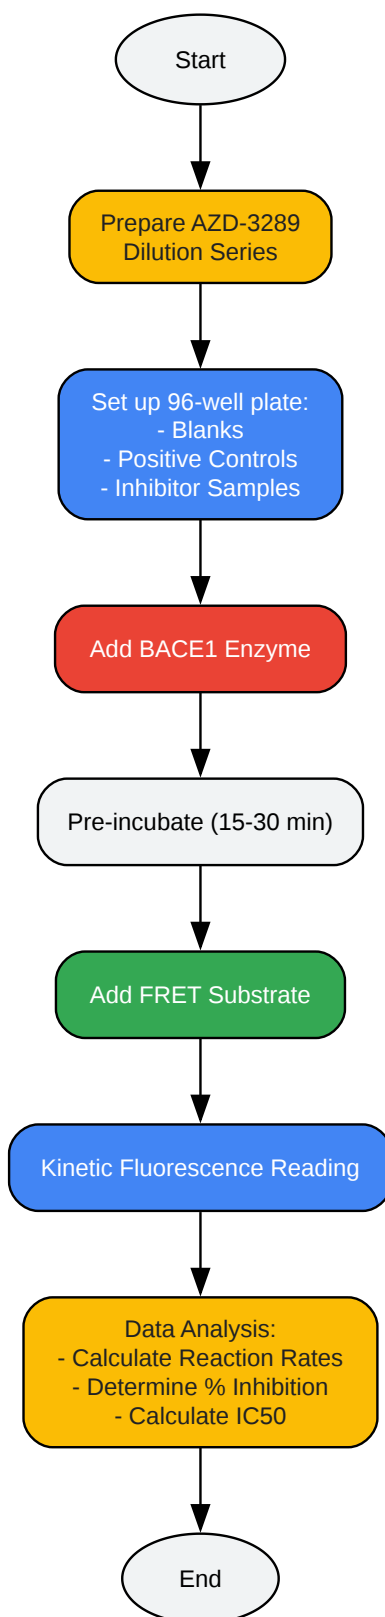 Start
Prepare AZD-3289
Dilution Series
Set up 96-well plate:
- Blanks
- Positive Controls
- Inhibitor Samples
Add BACE1 Enzyme
Pre-incubate (15-30 min)
Add FRET Substrate
Kinetic Fluorescence Reading
Data Analysis:
- Calculate Reaction Rates
- Determine % Inhibition
- Calculate IC50
End